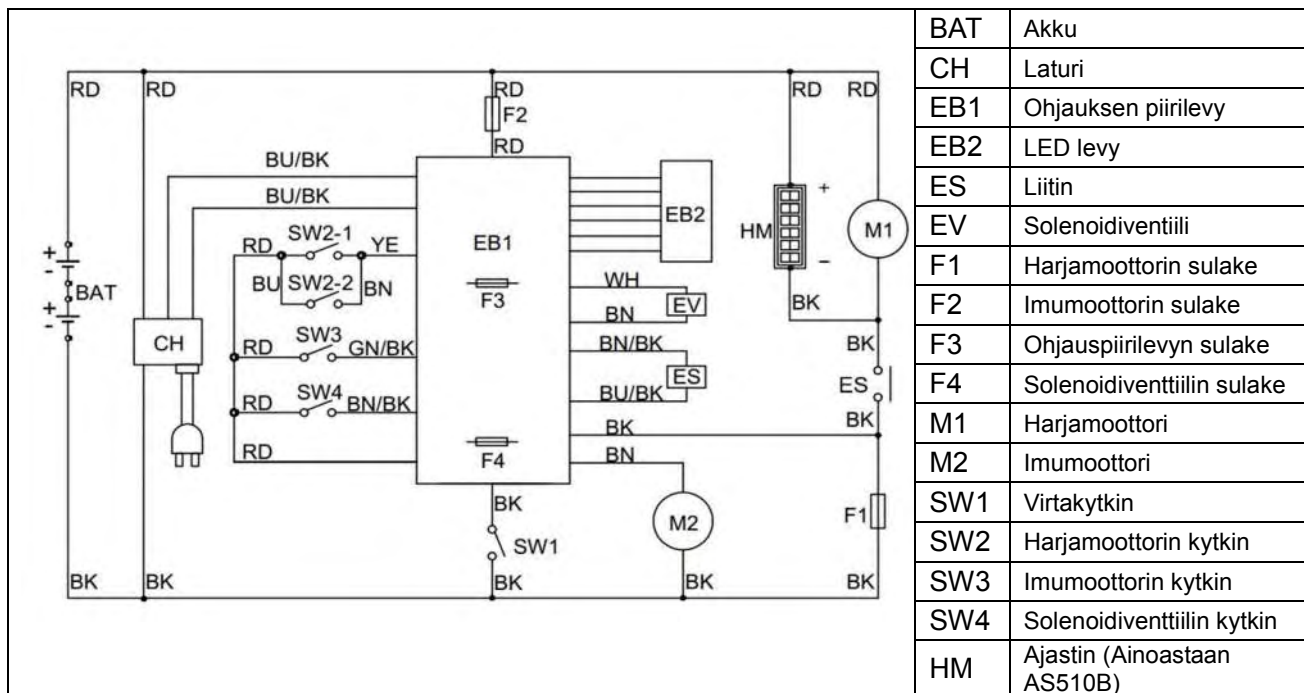 RD RD RD RD RD
F2
RD
BU/BK
BU/BK
RD SW2-1 YE
BU SW2-2 BN
EB1
EB2
F3
WH
EV
BN
HM + -
M1
BK
+
-
BAT
+
-
CH
RD SW3 GN/BK
BN/BK
ES
BU/BK
BK
ES
BK
RD SW4 BN/BK
RD
F4
BK
BN
BK
SW1
M2
F1
BK BK BK BK BK
BAT Akku
CH Laturi
EB1 Ohjauksen piirilevy
EB2 LED levy
ES Liitin
EV Solenoidiventiili
F1 Harjamoottorin sulake
F2 Imumoottorin sulake
F3 Ohjauspiirilevyn sulake
F4 Solenoidiventtiilin sulake
M1 Harjamoottori
M2 Imumoottori
SW1 Virtakytkin
SW2 Harjamoottorin kytkin
SW3 Imumoottorin kytkin
SW4 Solenoidiventtiilin kytkin
HM Ajastin (Ainoastaan
AS510B)